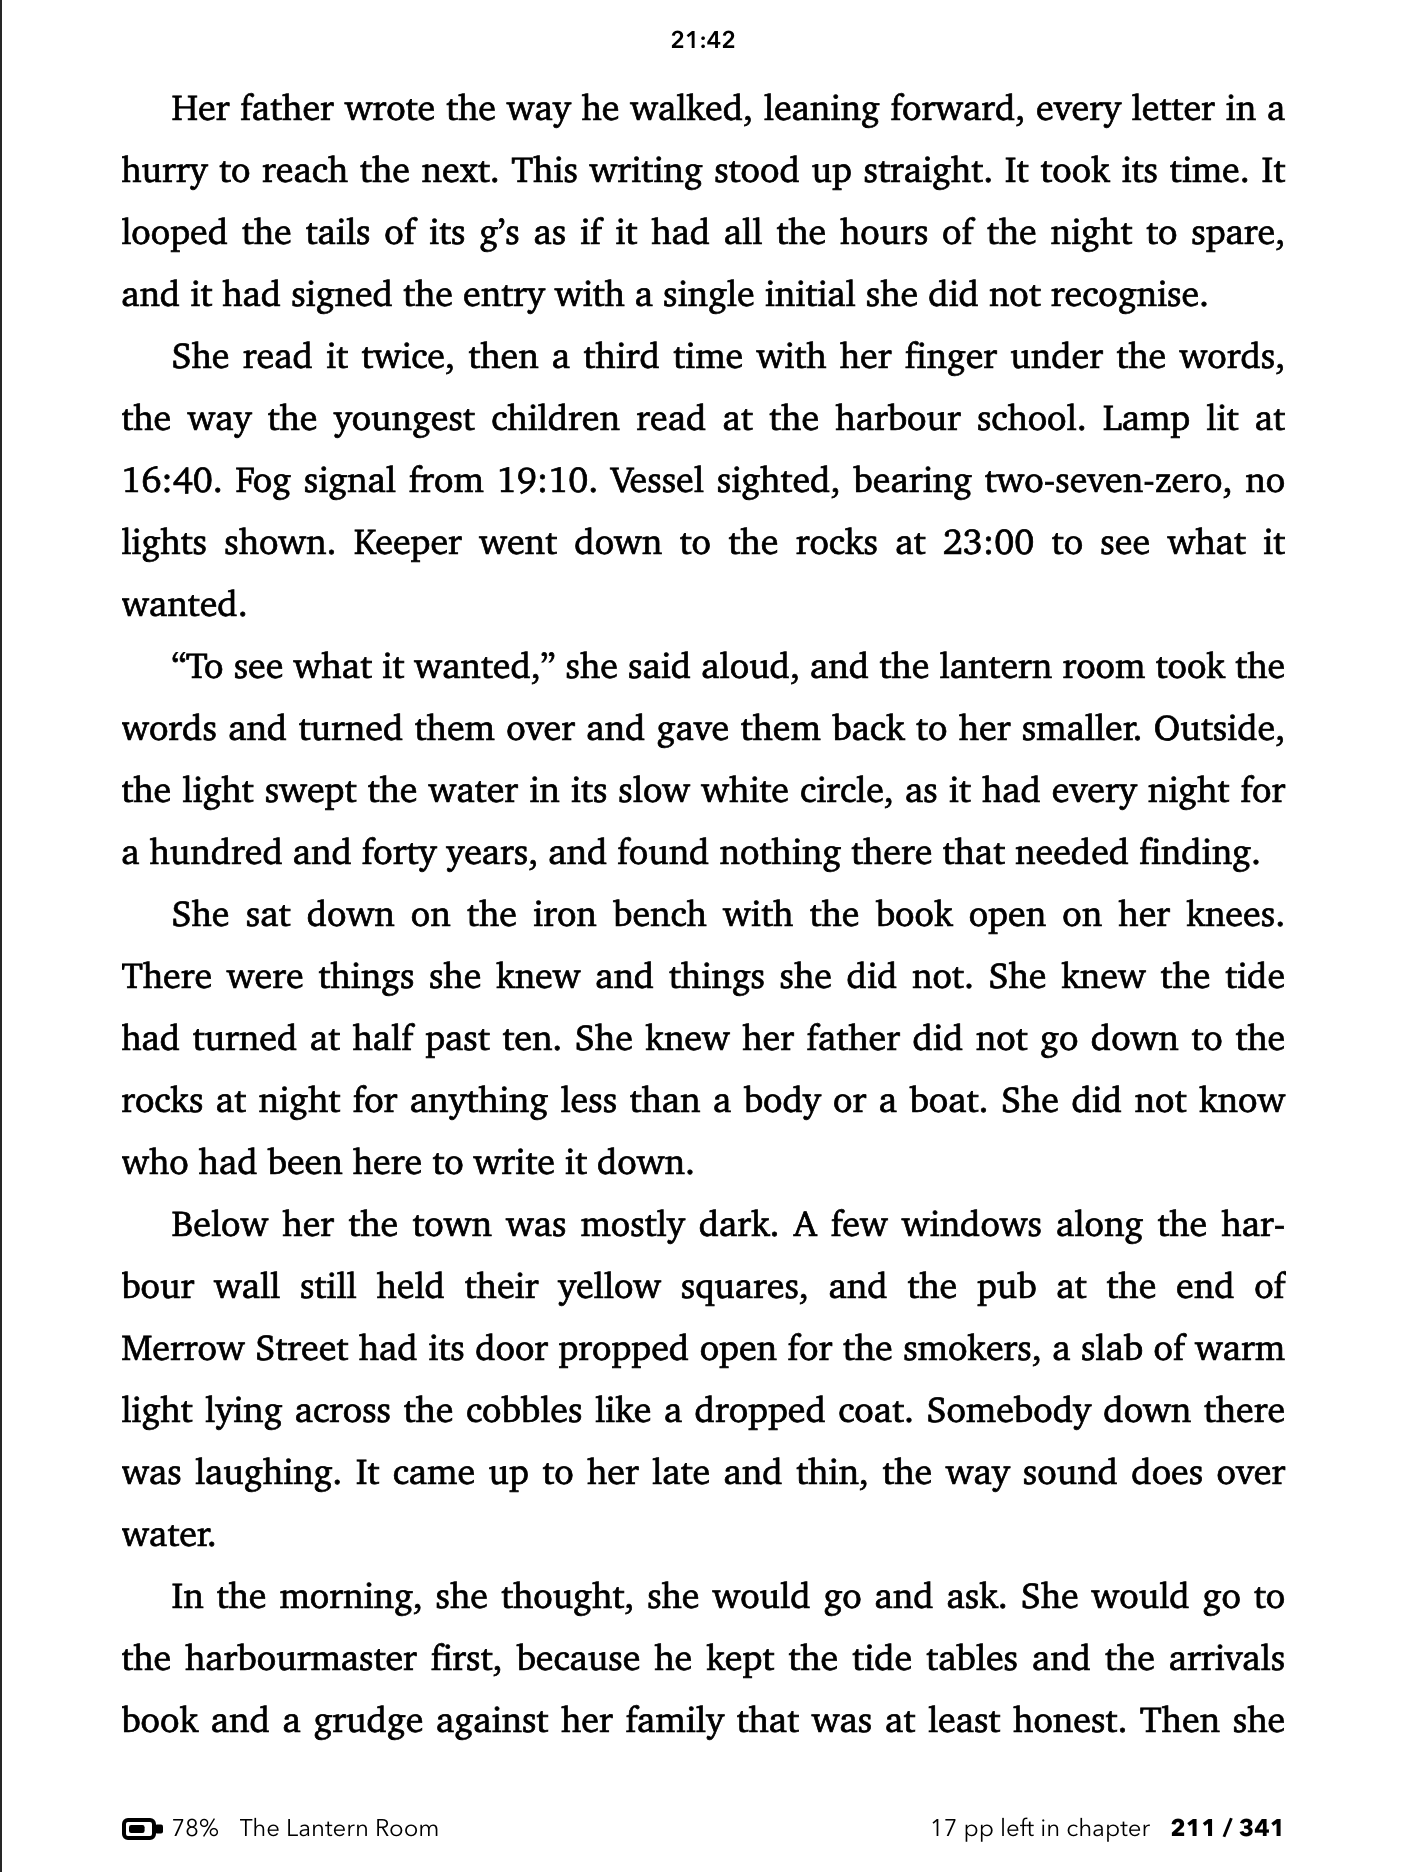 21:42
Her father wrote the way he walked, leaning forward, every letter in a
hurry to reach the next. This writing stood up straight. It took its time. It
looped the tails of its g’s as if it had all the hours of the night to spare,
and it had signed the entry with a single initial she did not recognise.
She read it twice, then a third time with her finger under the words,
the way the youngest children read at the harbour school. Lamp lit at
16:40. Fog signal from 19:10. Vessel sighted, bearing two-seven-zero, no
lights shown. Keeper went down to the rocks at 23:00 to see what it
wanted.
“To see what it wanted,” she said aloud, and the lantern room took the
words and turned them over and gave them back to her smaller. Outside,
the light swept the water in its slow white circle, as it had every night for
a hundred and forty years, and found nothing there that needed finding.
She sat down on the iron bench with the book open on her knees.
There were things she knew and things she did not. She knew the tide
had turned at half past ten. She knew her father did not go down to the
rocks at night for anything less than a body or a boat. She did not know
who had been here to write it down.
Below her the town was mostly dark. A few windows along the har-
bour wall still held their yellow squares, and the pub at the end of
Merrow Street had its door propped open for the smokers, a slab of warm
light lying across the cobbles like a dropped coat. Somebody down there
was laughing. It came up to her late and thin, the way sound does over
water.
In the morning, she thought, she would go and ask. She would go to
the harbourmaster first, because he kept the tide tables and the arrivals
book and a grudge against her family that was at least honest. Then she
78% The Lantern Room 17 pp left in chapter 211 / 341